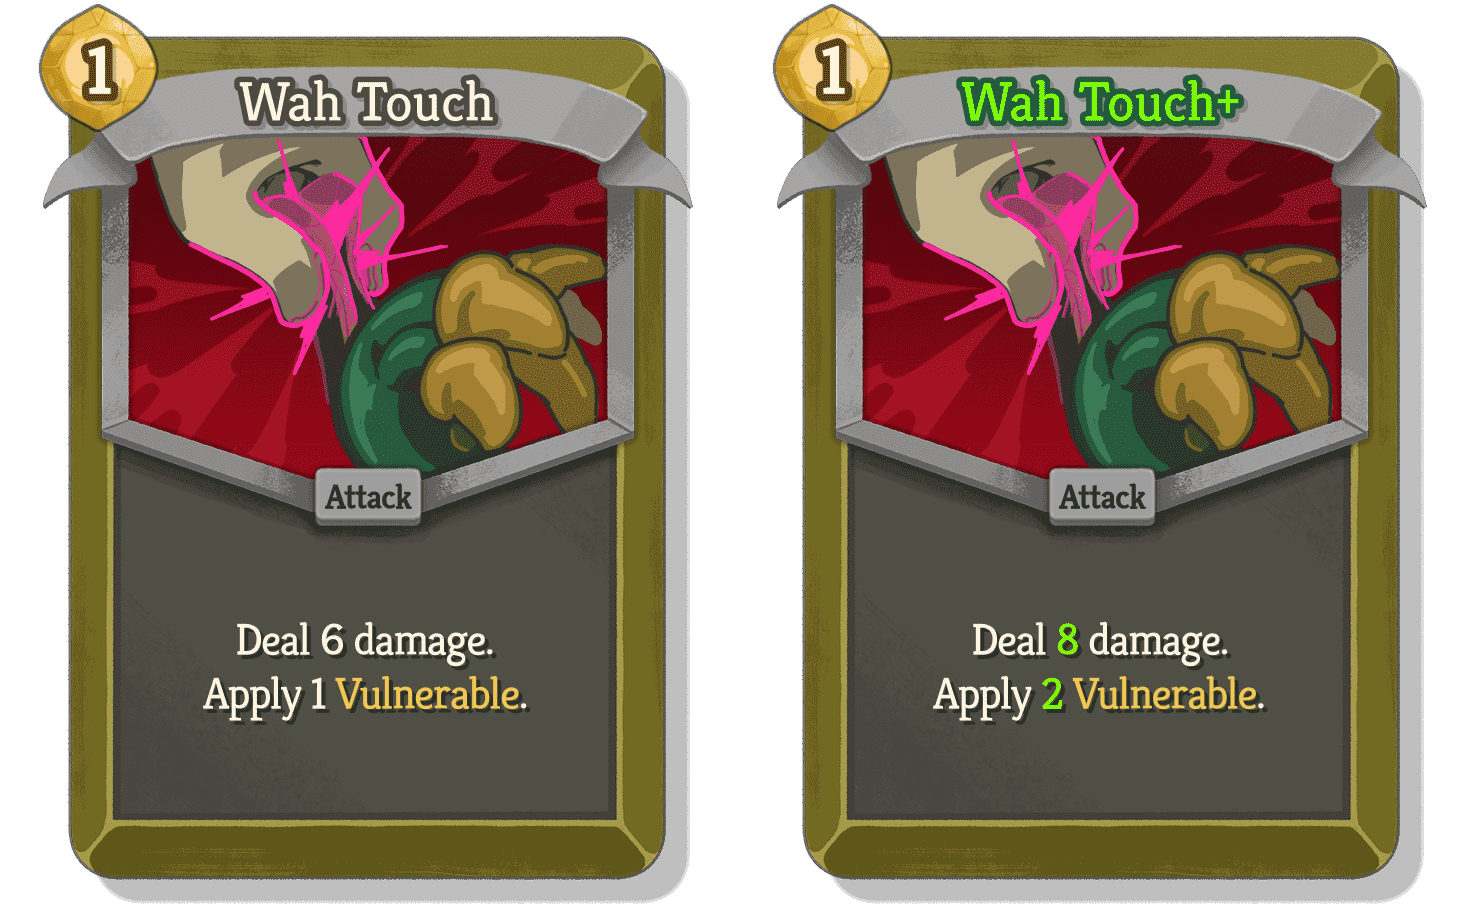 1
Wah Touch
Attack
Deal 6 damage.
Apply 1 Vulnerable.
1
Wah Touch+
Attack
Deal 8 damage.
Apply 2 Vulnerable.